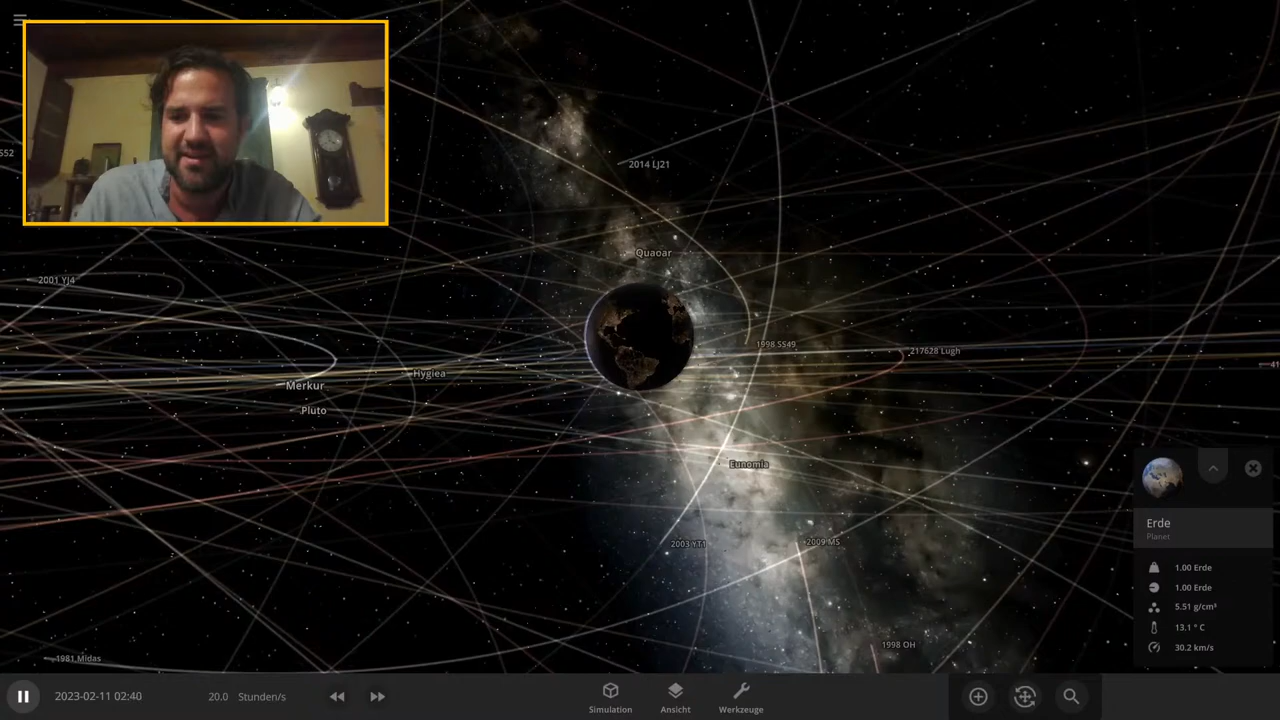 S52
2014 LJ21
Quaoar
2001 YJ4
1998 SS49
217628 Lugh
Hygiea
Merkur
Pluto
Eunomia
2003 YT1
2009 MS
1998 OH
1981 Midas
41
Erde
Planet
1.00 Erde
1.00 Erde
5.51 g/cm³
13.1 ° C
30.2 km/s
2023-02-11 02:40
20.0 Stunden/s
Simulation
Ansicht
Werkzeuge